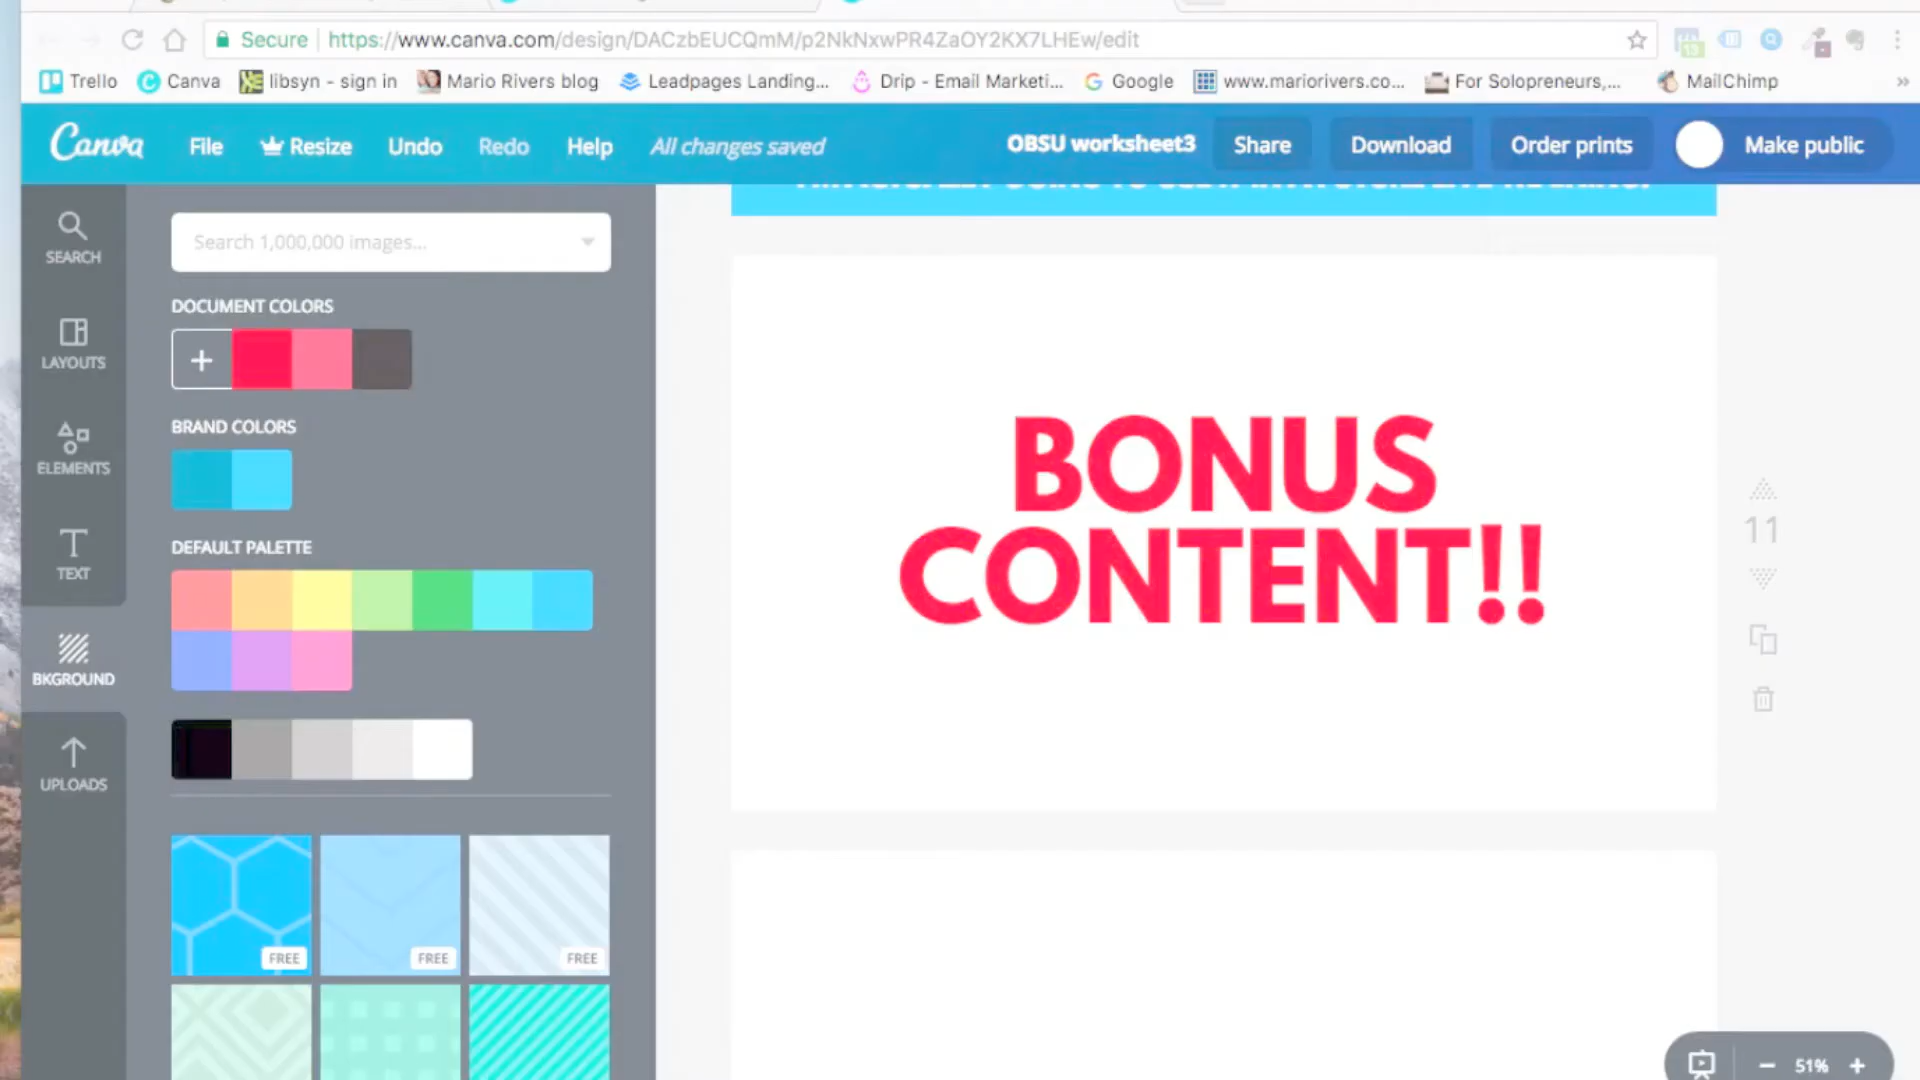 Secure https://www.canva.com/design/DACzbEUCQmM/p2NkNxwPR4ZaOY2KX7LHEw/edit
Trello Canva libsyn - sign in Mario Rivers blog Leadpages Landing... Drip - Email Marketi... Google www.mariorivers.co... For Solopreneurs,... MailChimp »
Canva File Resize Undo Redo Help All changes saved OBSU worksheet3 Share Download Order prints Make public
SEARCH
LAYOUTS
ELEMENTS
TEXT
BKGROUND
UPLOADS
Search 1,000,000 images...
DOCUMENT COLORS
BRAND COLORS
DEFAULT PALETTE
FREE FREE FREE
BONUS
CONTENT!!
11
51%